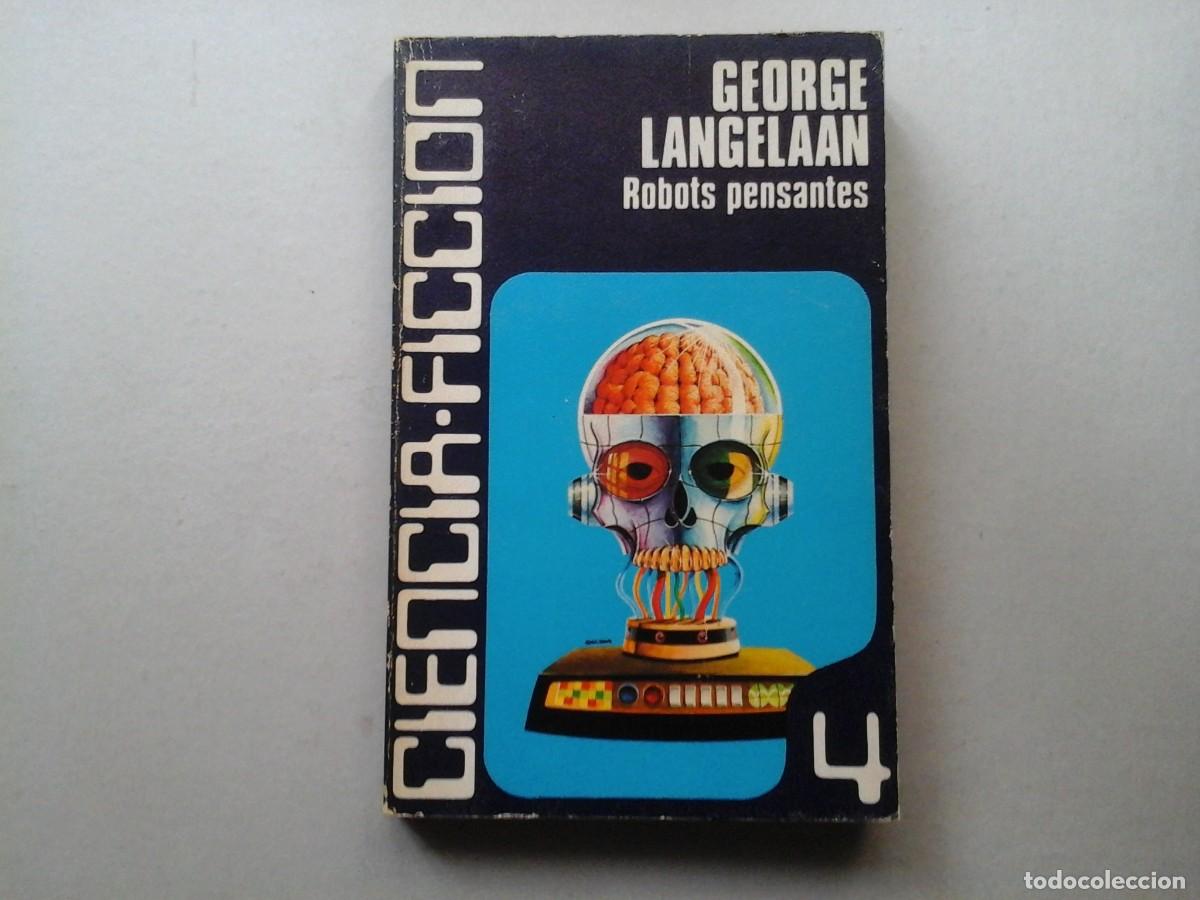 GEORGE
LANGELAAN
Robots pensantes
CIENCIA-FICCION
4
todocoleccion